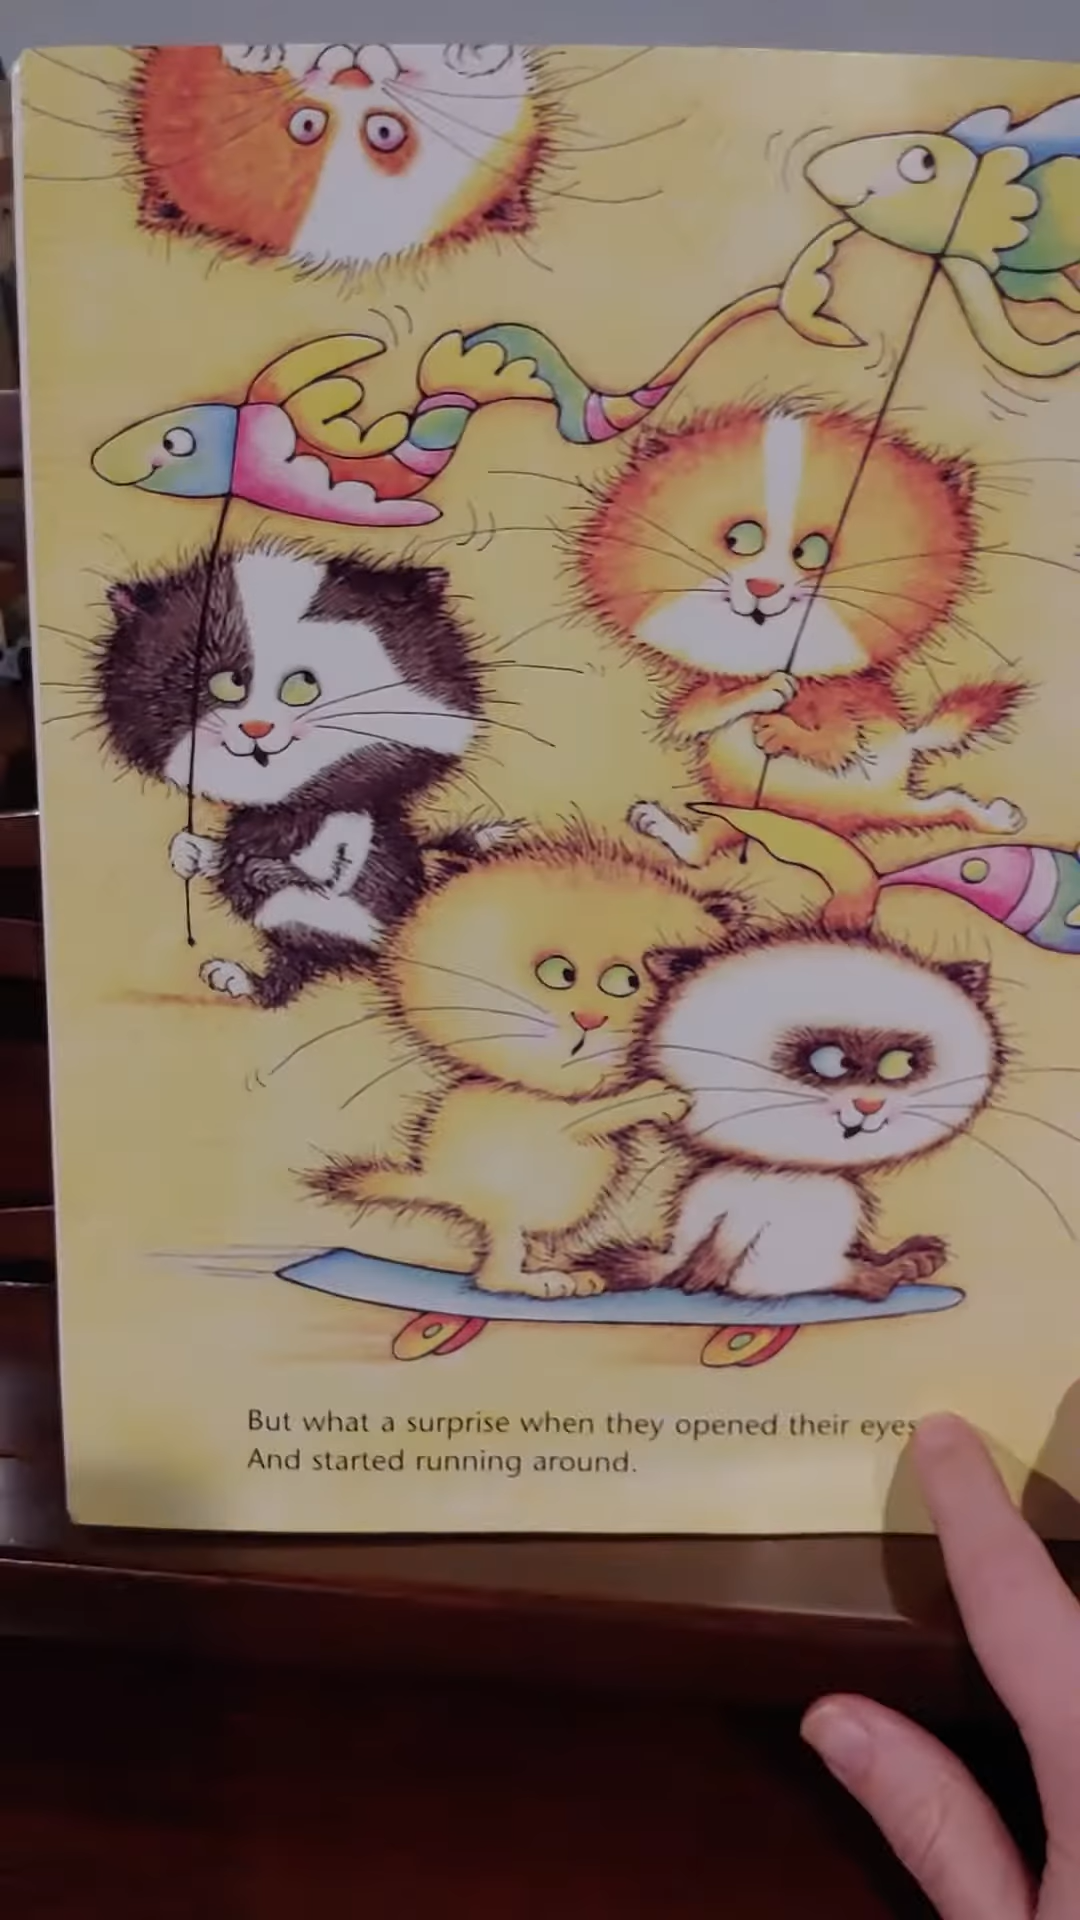 But what a surprise when they opened their eyes
And started running around.